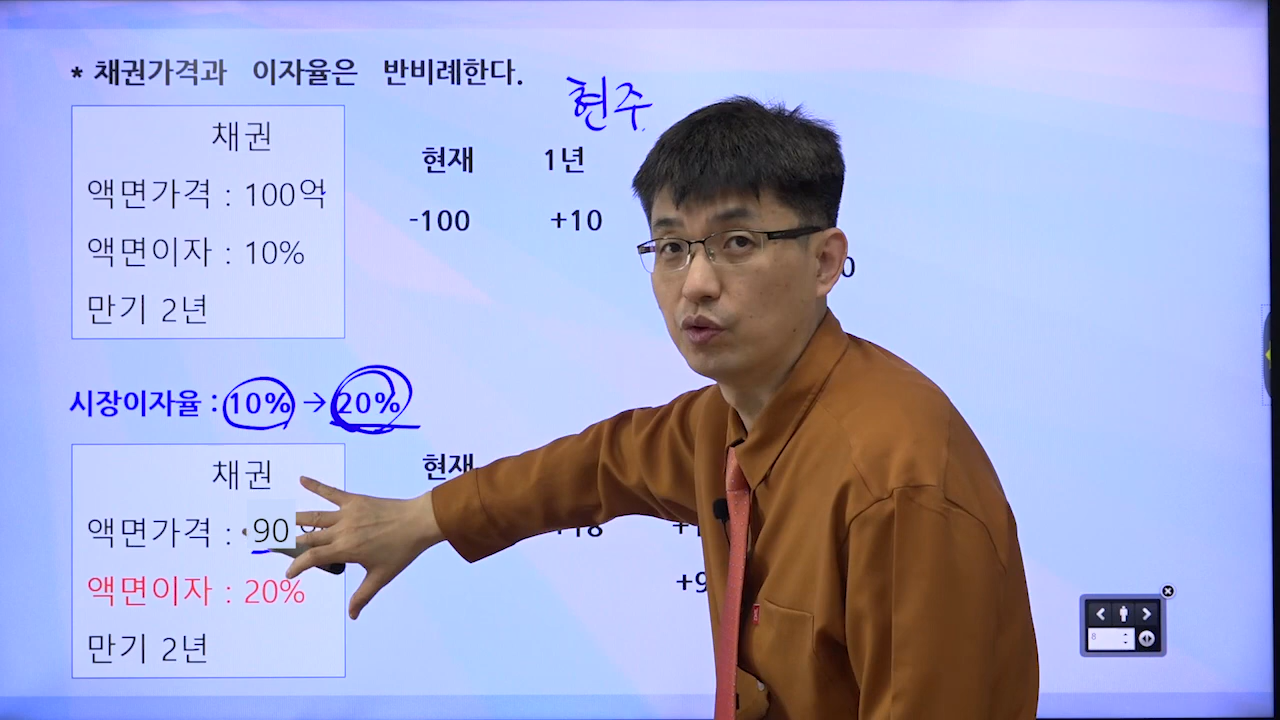 * 채권가격과 이자율은 반비례한다.
현주
채권
액면가격 : 100억
액면이자 : 10%
만기 2년
현재 1년
-100 +10
0
시장이자율 : 10% → 20%
채권
액면가격 : 90
액면이자 : 20%
만기 2년
현재
+9
8